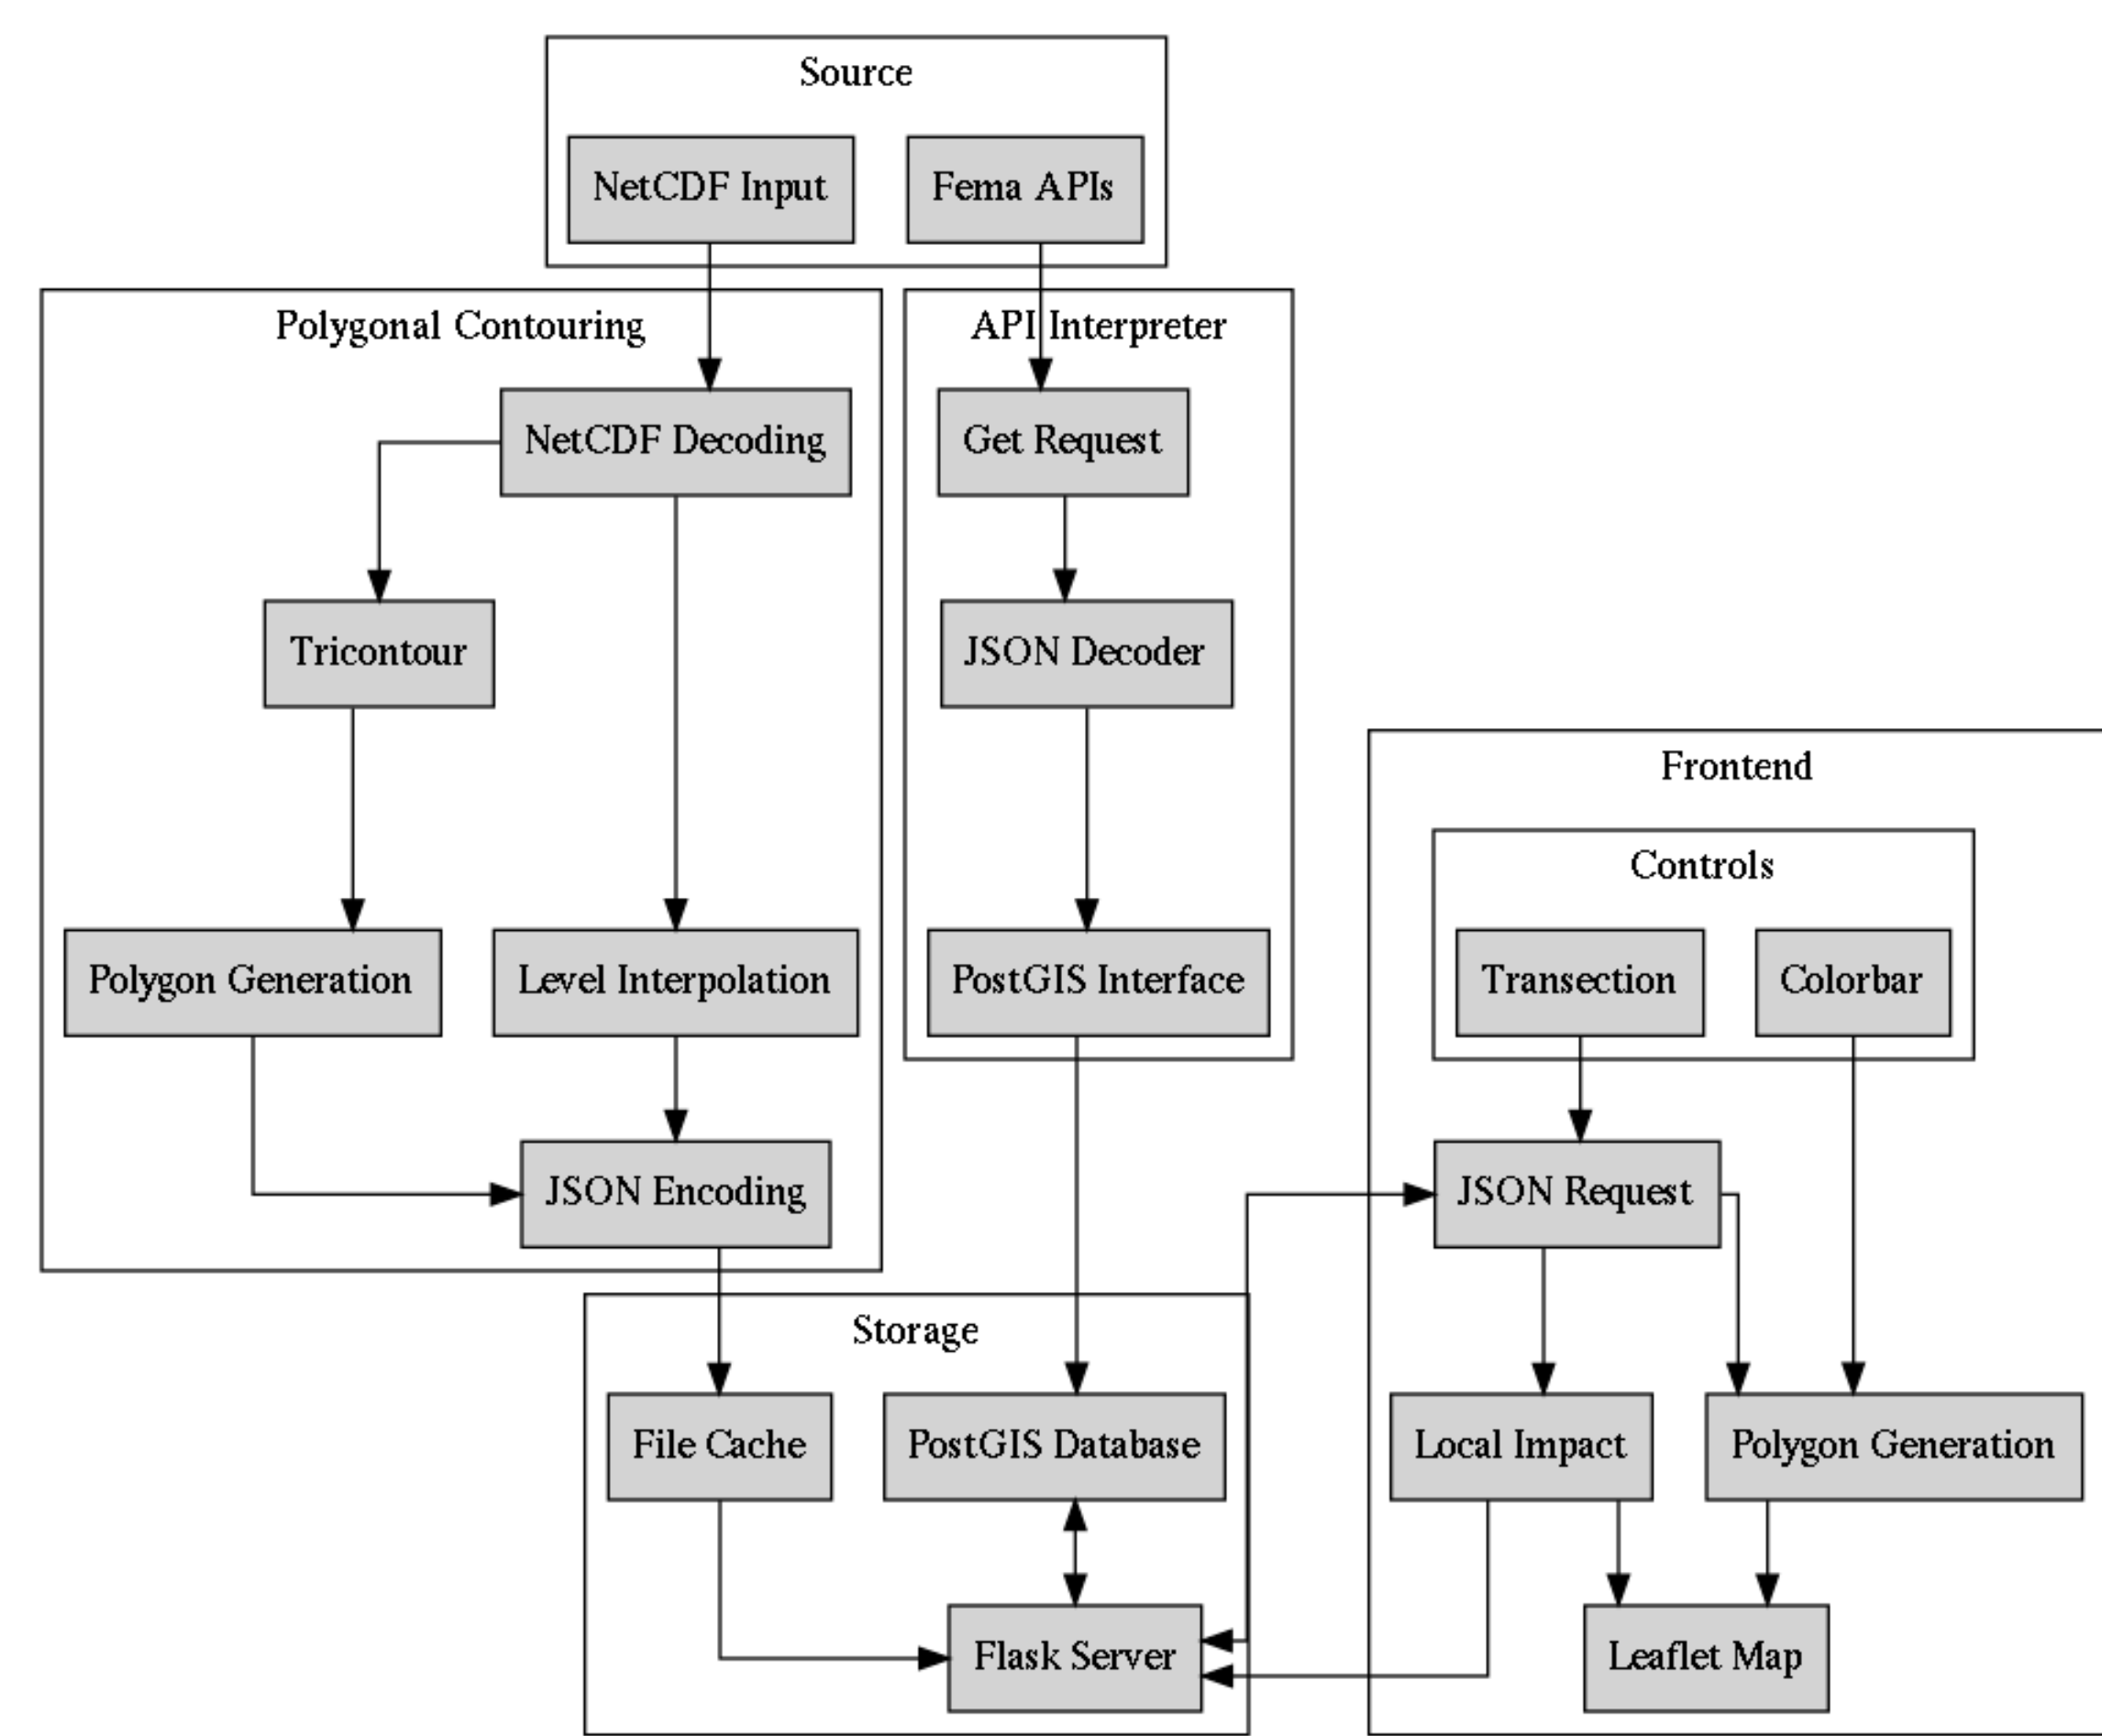 Source
NetCDF Input
Fema APIs
Polygonal Contouring
API Interpreter
NetCDF Decoding
Get Request
Tricontour
JSON Decoder
Frontend
Controls
Polygon Generation
Level Interpolation
PostGIS Interface
Transection
Colorbar
JSON Encoding
JSON Request
Storage
File Cache
PostGIS Database
Local Impact
Polygon Generation
Flask Server
Leaflet Map